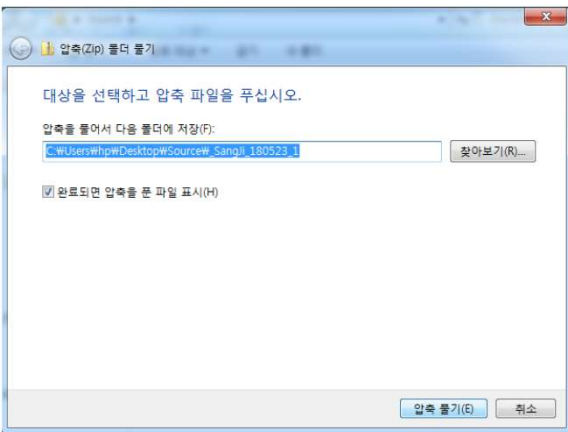 압축(Zip) 폴더 풀기
대상을 선택하고 압축 파일을 푸십시오.
압축을 풀어서 다음 폴더에 저장(F):
C:₩Users₩hp₩Desktop₩Source₩_SangJi_180523_1
찾아보기(R)...
완료되면 압축을 푼 파일 표시(H)
압축 풀기(E)
취소